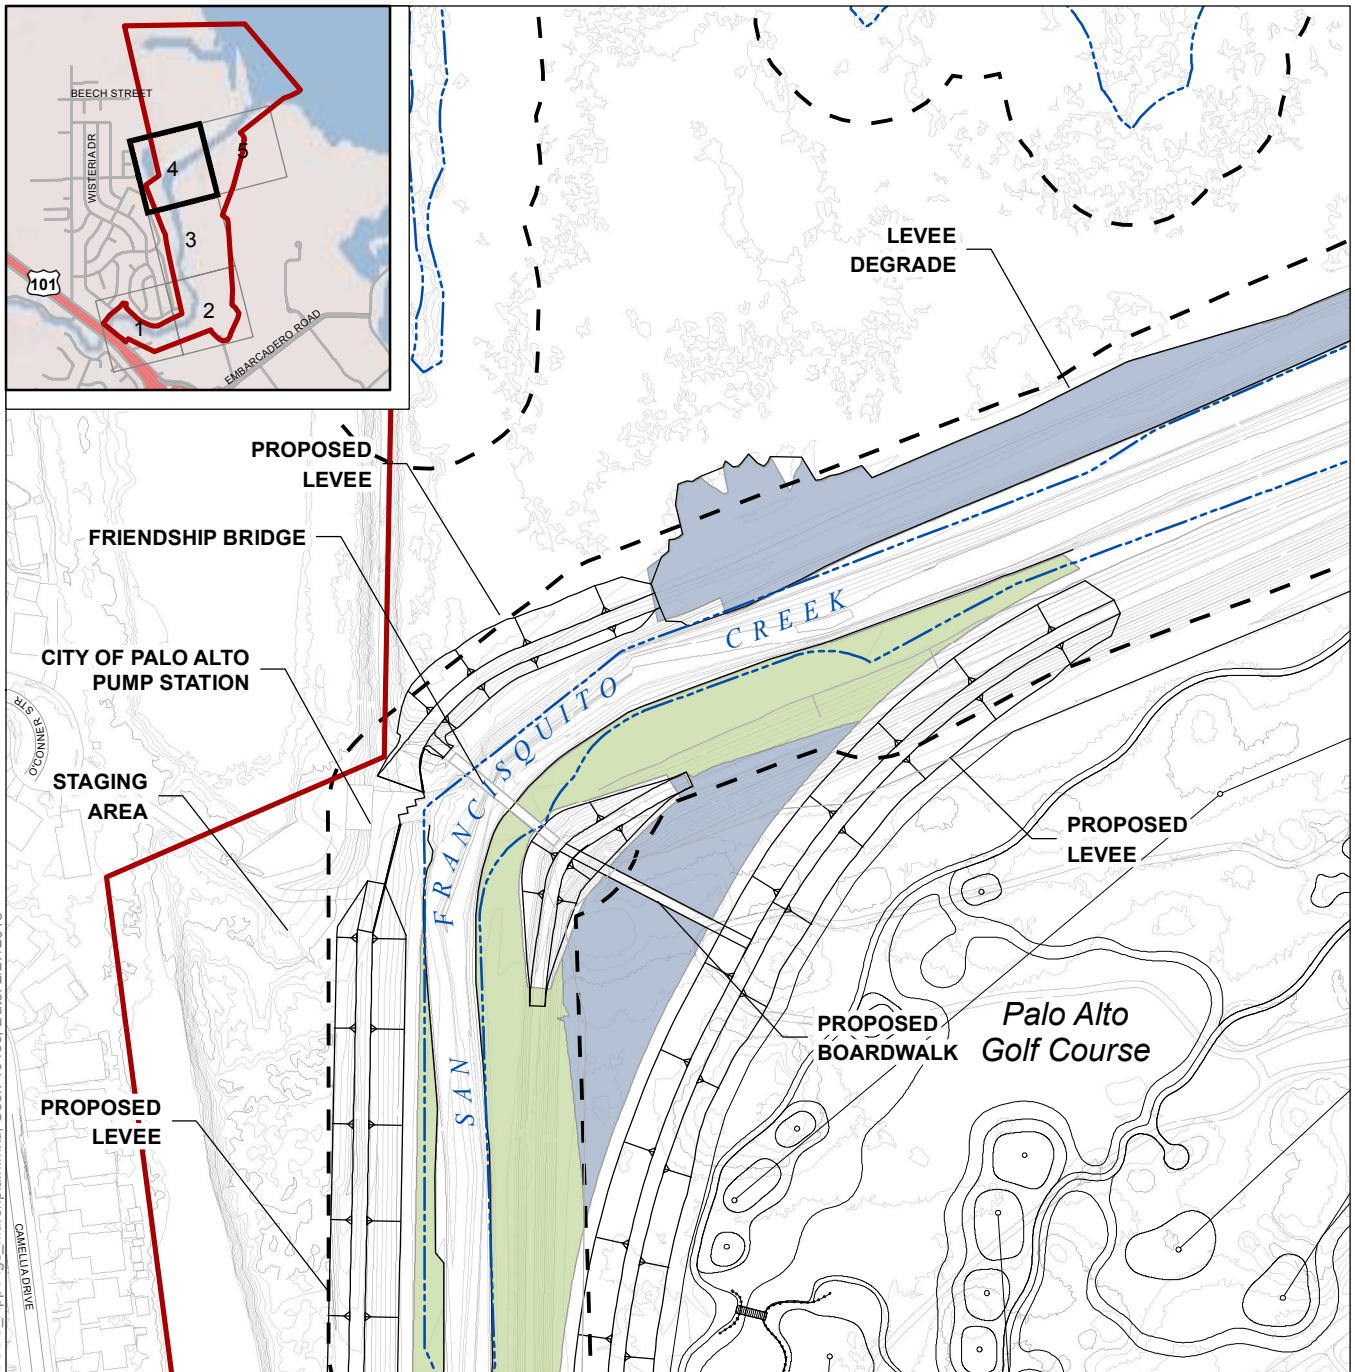 BEECH STREET
WISTERIA DR
4
5
3
101
2
1
EMBARCADERO ROAD
LEVEE
DEGRADE
PROPOSED
LEVEE
FRIENDSHIP BRIDGE
CITY OF PALO ALTO
PUMP STATION
STAGING
AREA
O'CONNER STR
SAN FRANCISQUITO CREEK
PROPOSED
LEVEE
PROPOSED
BOARDWALK
Palo Alto
Golf Course
PROPOSED
LEVEE
CAMELLIA DRIVE